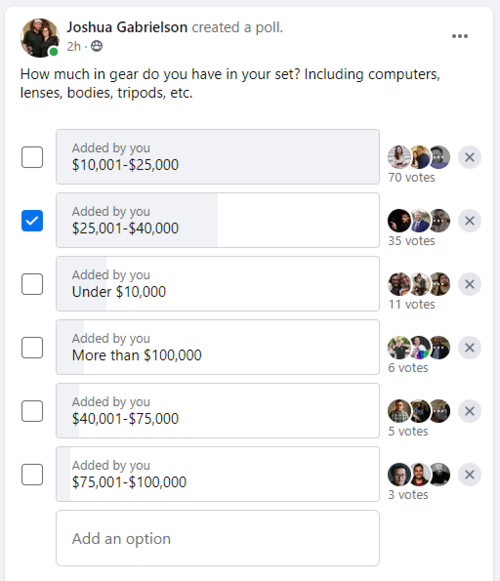 Joshua Gabrielson created a poll.
2h ·
How much in gear do you have in your set? Including computers,
lenses, bodies, tripods, etc.
Added by you
$10,001-$25,000
70 votes
Added by you
$25,001-$40,000
35 votes
Added by you
Under $10,000
11 votes
Added by you
More than $100,000
6 votes
Added by you
$40,001-$75,000
5 votes
Added by you
$75,001-$100,000
3 votes
Add an option